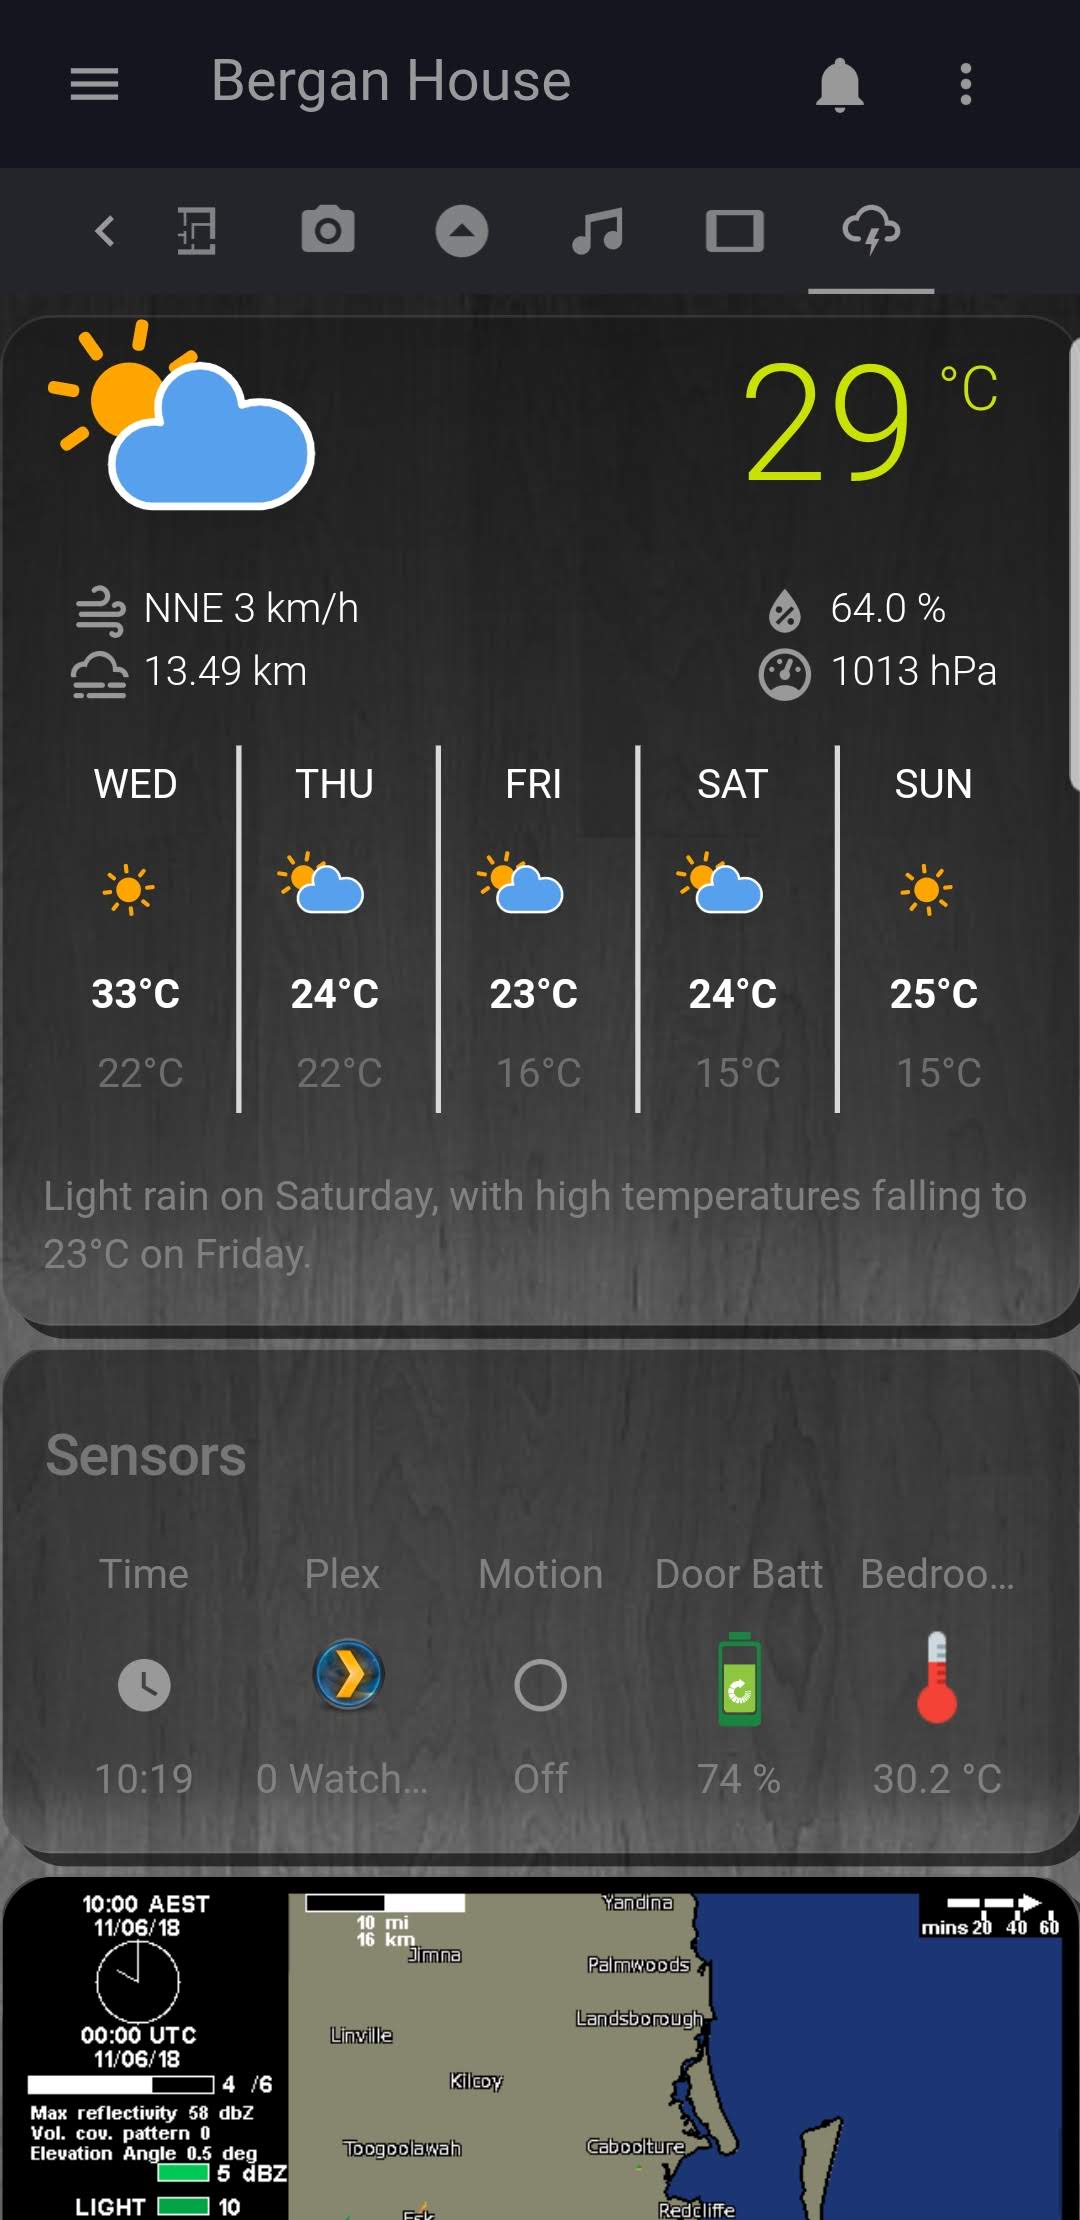 Bergan House
29 °C
NNE 3 km/h
64.0 %
13.49 km
1013 hPa
WED THU FRI SAT SUN
33°C 24°C 23°C 24°C 25°C
22°C 22°C 16°C 15°C 15°C
Light rain on Saturday, with high temperatures falling to
23°C on Friday.
Sensors
Time Plex Motion Door Batt Bedroo...
10:19 0 Watch... Off 74 % 30.2 °C
10:00 AEST
11/06/18
00:00 UTC
11/06/18
4 /6
Max reflectivity 58 dbZ
Vol. cov. pattern 0
Elevation Angle 0.5 deg
5 dBZ
LIGHT 10
10 mi
16 km
mins 20 40 60
Yandina
Jimna
Palmwoods
Landsborough
Linville
Kilcoy
Toogoolawah
Caboolture
Redcliffe